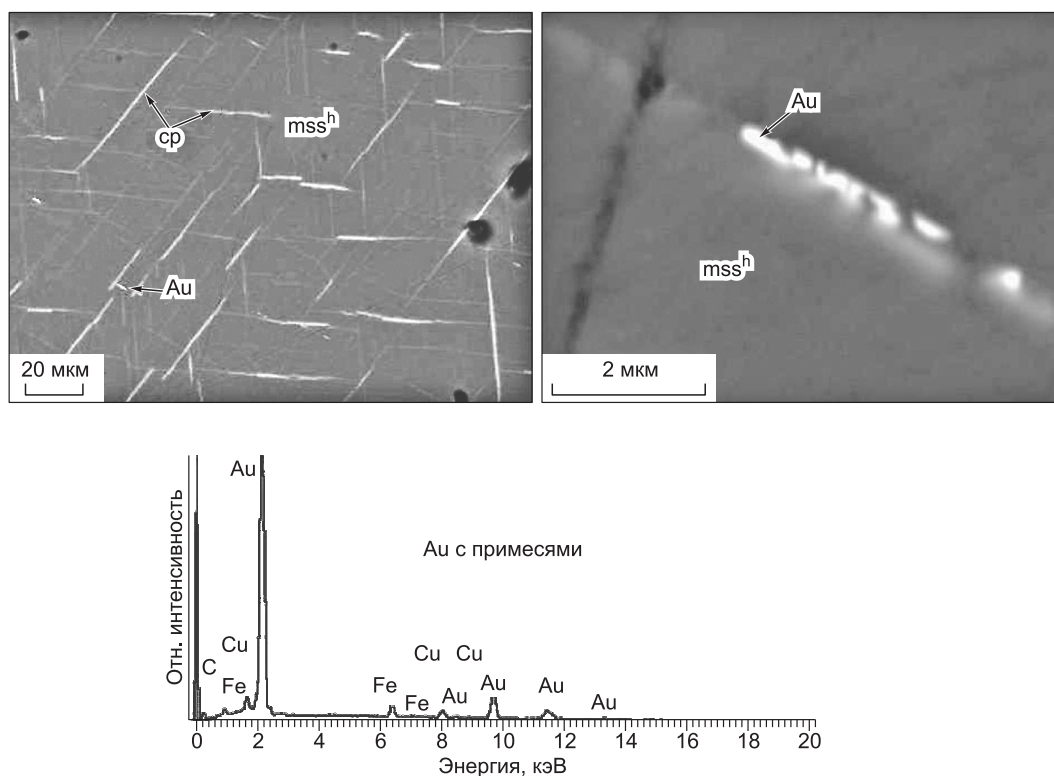 cp
mss^h
Au
20 мкм
Au
mss^h
2 мкм
Отн. интенсивность
Au
Au с примесями
C
Cu
Fe
Fe
Cu
Cu
Fe
Au
Au
Au
Au
0 2 4 6 8 10 12 14 16 18 20
Энергия, кэВ